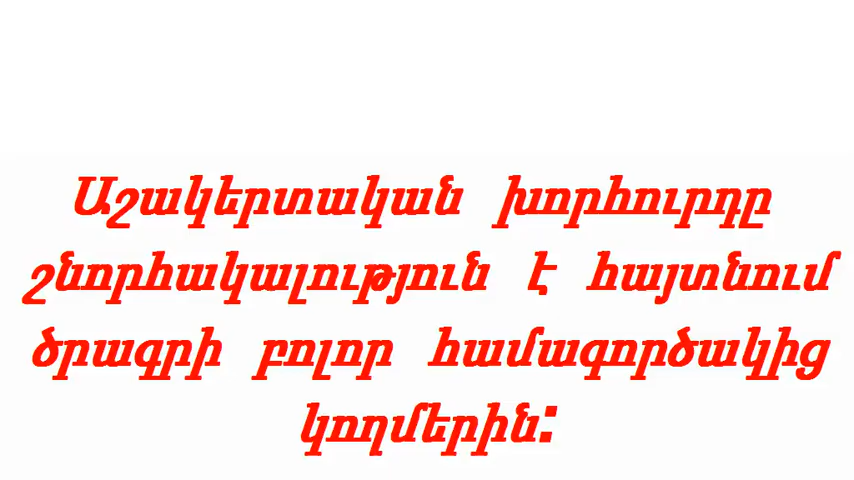 Աշակերտական խորհուրդը
շնորհակալություն է հայտնում
ծրագրի բոլոր համագործակից
կողմերին: